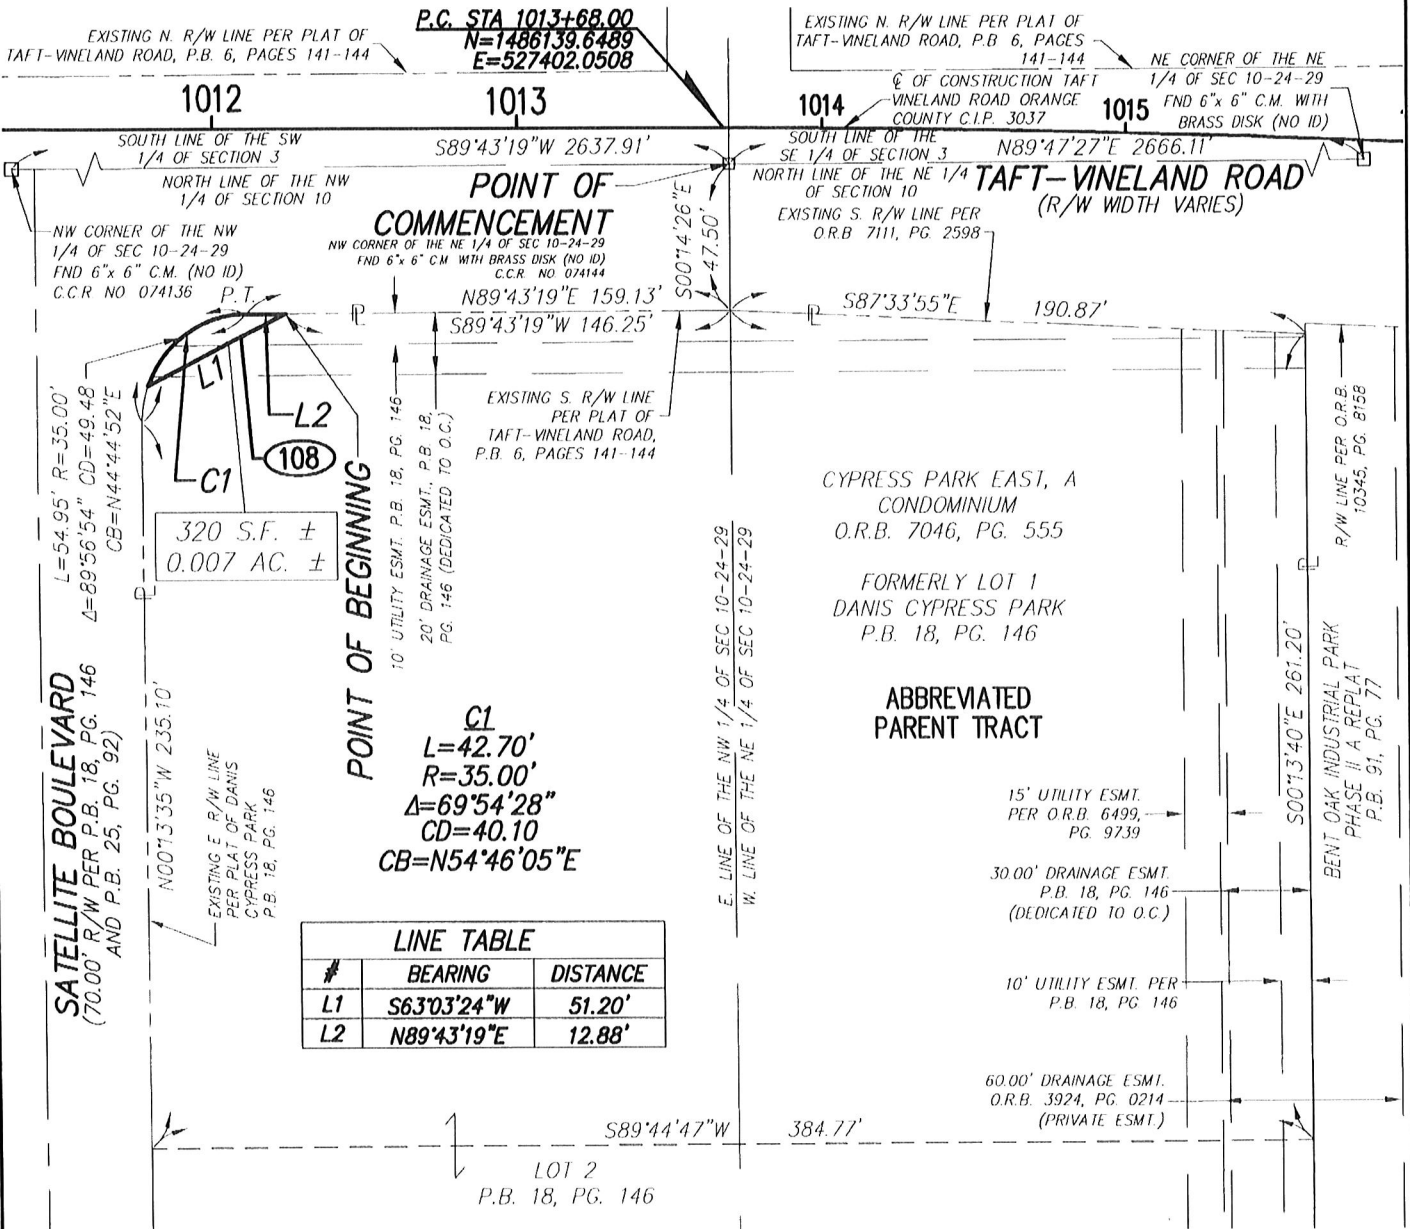 P.C. STA 1013+68.00
N=1486139.6489
E=527402.0508
EXISTING N. R/W LINE PER PLAT OF
TAFT-VINELAND ROAD, P.B. 6, PAGES 141-144
EXISTING N. R/W LINE PER PLAT OF
TAFT-VINELAND ROAD, P.B 6, PAGES
141-144
℄ OF CONSTRUCTION TAFT
VINELAND ROAD ORANGE
COUNTY C.I.P. 3037
NE CORNER OF THE NE
1/4 OF SEC 10-24-29
FND 6"x 6" C.M. WITH
BRASS DISK (NO ID)
1012
1013
1014
1015
SOUTH LINE OF THE SW
1/4 OF SECTION 3
NORTH LINE OF THE NW
1/4 OF SECTION 10
S89°43'19"W 2637.91'
SOUTH LINE OF THE
SE 1/4 OF SECTION 3
NORTH LINE OF THE NE 1/4
OF SECTION 10
N89°47'27"E 2666.11'
TAFT-VINELAND ROAD
(R/W WIDTH VARIES)
POINT OF
COMMENCEMENT
NW CORNER OF THE NE 1/4 OF SEC 10-24-29
FND 6"x 6" C.M WITH BRASS DISK (NO ID)
C.C.R. NO. 074144
NW CORNER OF THE NW
1/4 OF SEC 10-24-29
FND 6"x 6" C.M. (NO ID)
C.C.R NO 074136
P.T.
S00°14'26"E
47.50'
EXISTING S. R/W LINE PER
O.R.B 7111, PG. 2598
N89°43'19"E 159.13'
S89°43'19"W 146.25'
S87°33'55"E
190.87'
L1
L2
108
C1
320 S.F. ±
0.007 AC. ±
L=54.95' R=35.00'
Δ=89°56'54" CD=49.48
CB=N44°44'52"E
POINT OF BEGINNING
10' UTILITY ESMT. P.B. 18, PG. 146
20' DRAINAGE ESMT., P.B. 18,
PG. 146 (DEDICATED TO O.C.)
EXISTING S. R/W LINE
PER PLAT OF
TAFT-VINELAND ROAD,
P.B. 6, PAGES 141-144
CYPRESS PARK EAST, A
CONDOMINIUM
O.R.B. 7046, PG. 555
FORMERLY LOT 1
DANIS CYPRESS PARK
P.B. 18, PG. 146
ABBREVIATED
PARENT TRACT
R/W LINE PER O.R.B.
10345, PG. 8158
S00°13'40"E 261.20'
BENT OAK INDUSTRIAL PARK
PHASE II A REPLAT
P.B. 91, PG. 77
SATELLITE BOULEVARD
(70.00' R/W PER P.B. 18, PG. 146
AND P.B. 25, PG. 92)
N00°13'35"W 235.10'
EXISTING E R/W LINE
PER PLAT OF DANIS
CYPRESS PARK
P.B. 18, PG. 146
C1
L=42.70'
R=35.00'
Δ=69°54'28"
CD=40.10
CB=N54°46'05"E
E. LINE OF THE NW 1/4 OF SEC 10-24-29
W. LINE OF THE NE 1/4 OF SEC 10-24-29
15' UTILITY ESMT.
PER O.R.B. 6499,
PG. 9739
30.00' DRAINAGE ESMT.
P.B. 18, PG. 146
(DEDICATED TO O.C.)
10' UTILITY ESMT. PER
P.B. 18, PG 146
60.00' DRAINAGE ESMT.
O.R.B. 3924, PG. 0214
(PRIVATE ESMT.)
LINE TABLE
# BEARING DISTANCE
L1 S63°03'24"W 51.20'
L2 N89°43'19"E 12.88'
S89°44'47"W 384.77'
LOT 2
P.B. 18, PG. 146